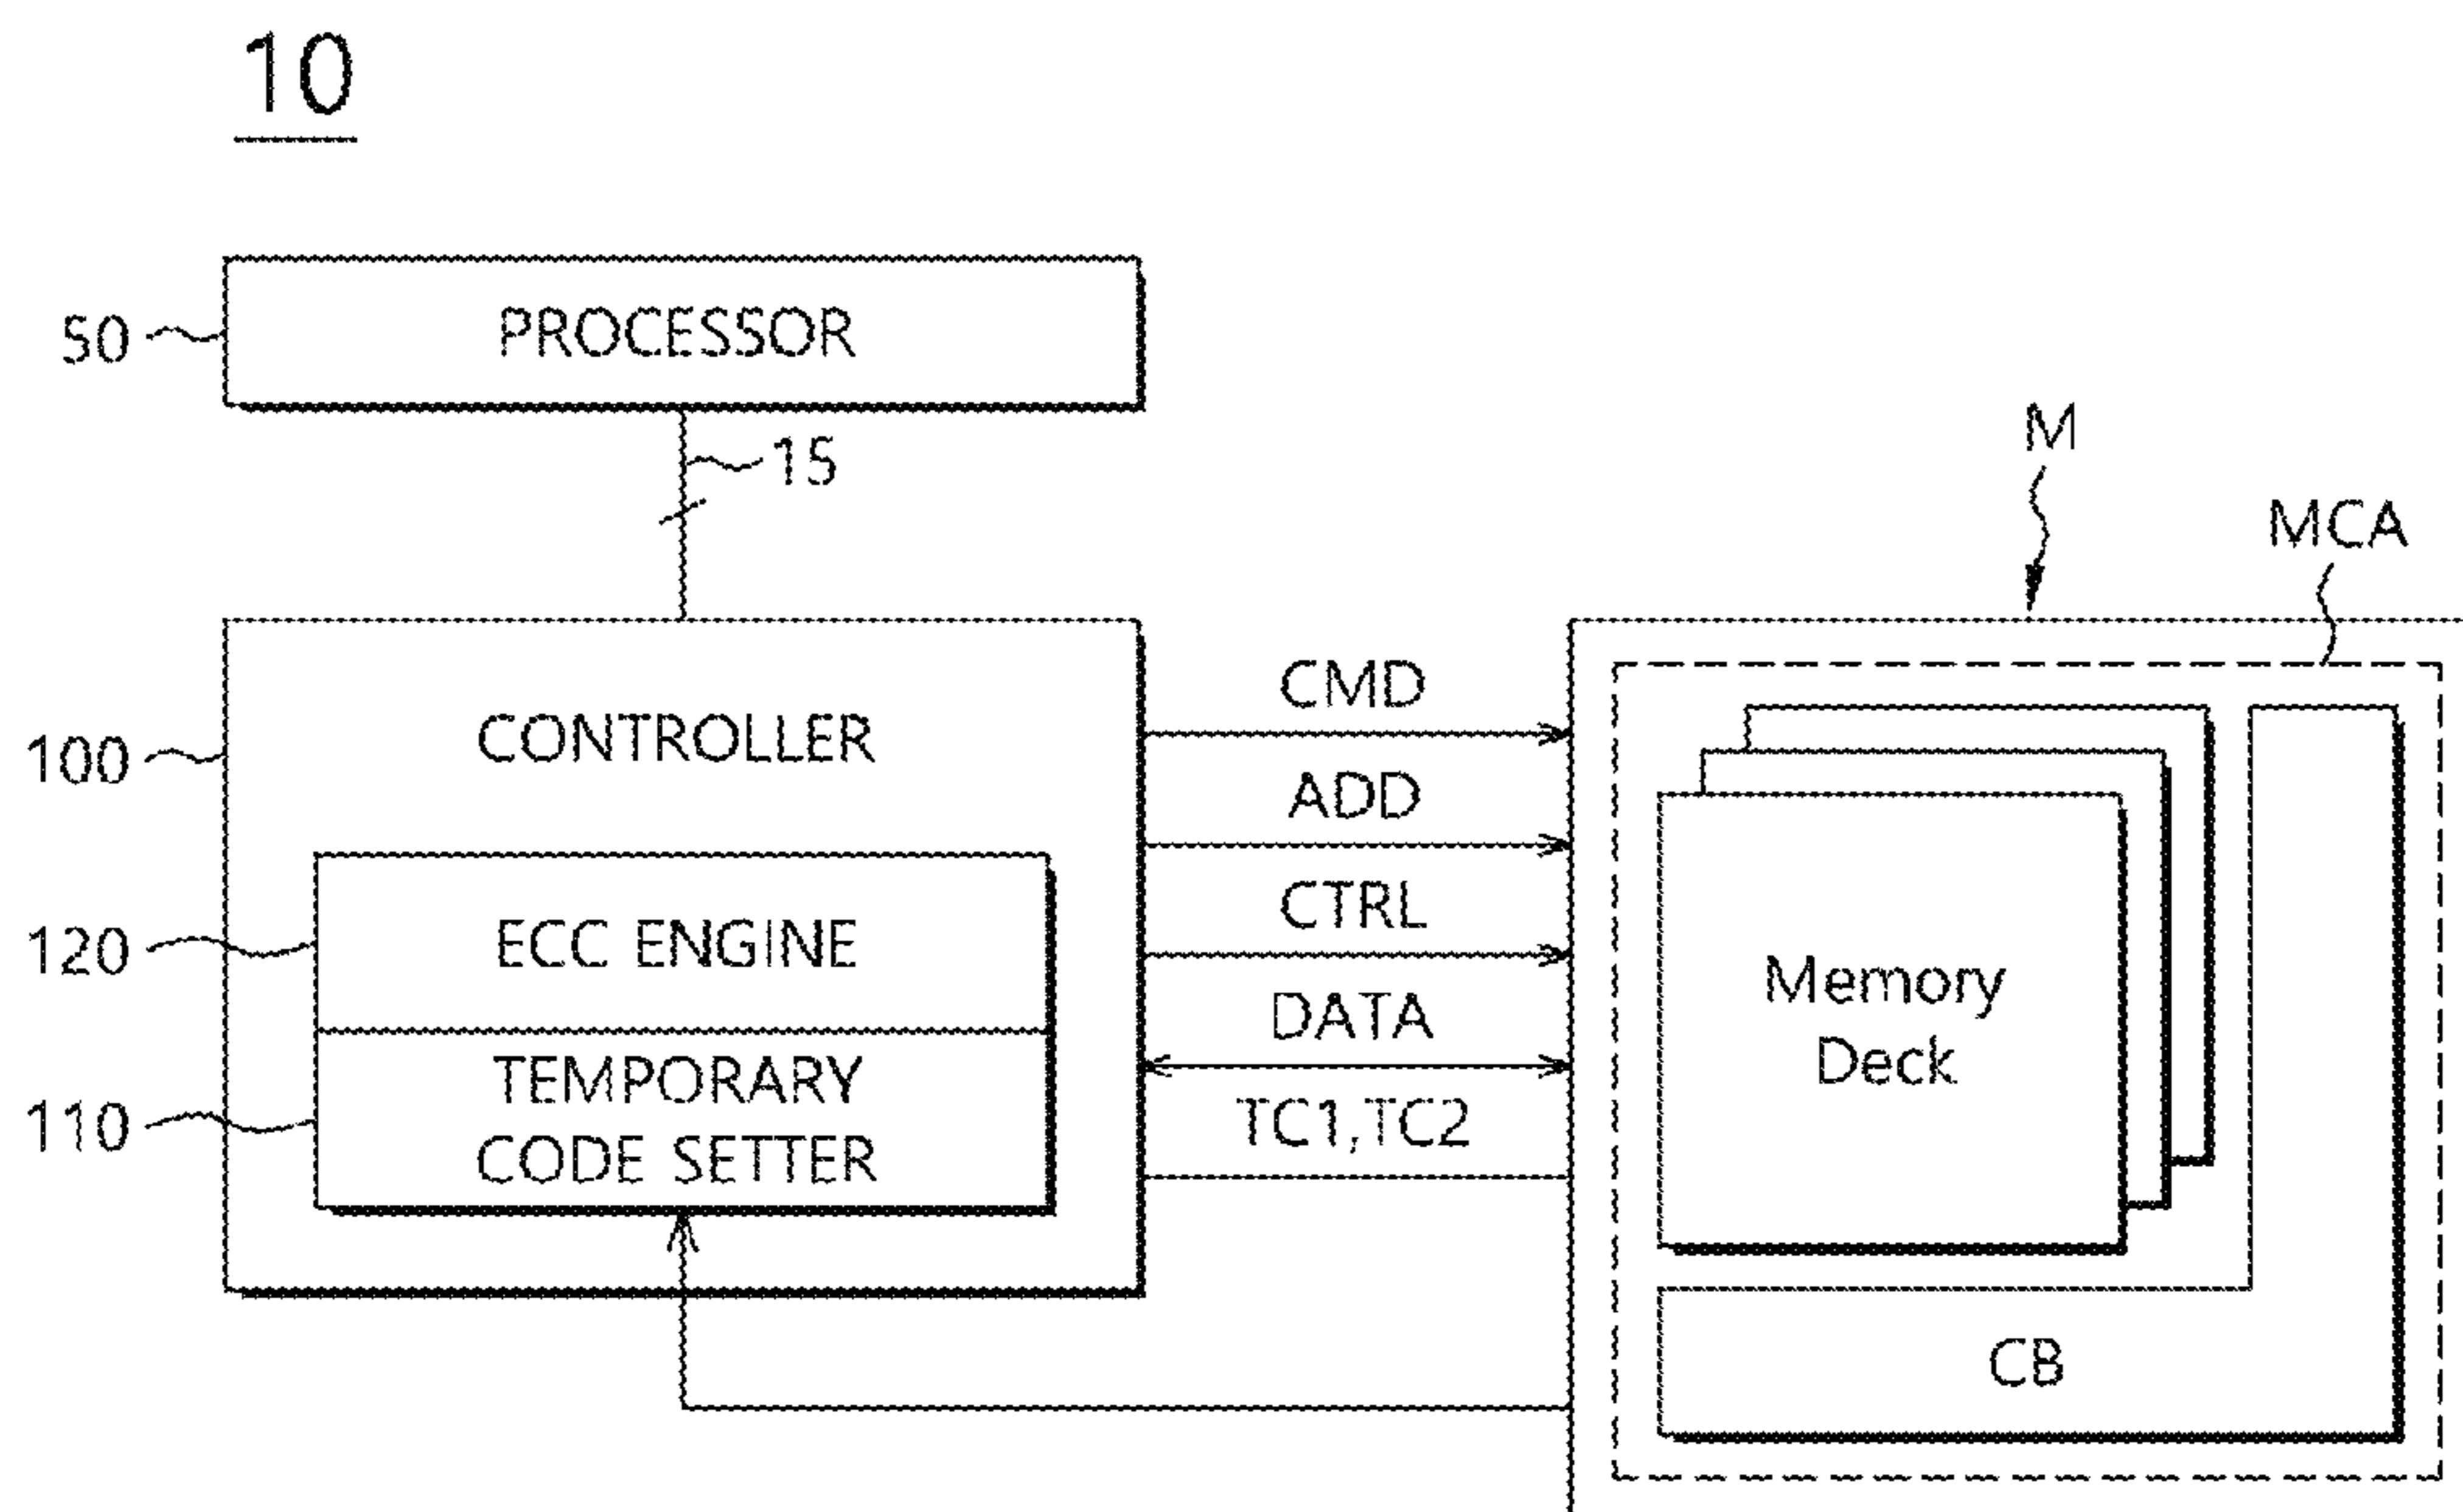 10
50
PROCESSOR
15
M
MCA
100
CONTROLLER
CMD
ADD
CTRL
DATA
TC1,TC2
120
ECC ENGINE
110
TEMPORARY
CODE SETTER
Memory
Deck
CB